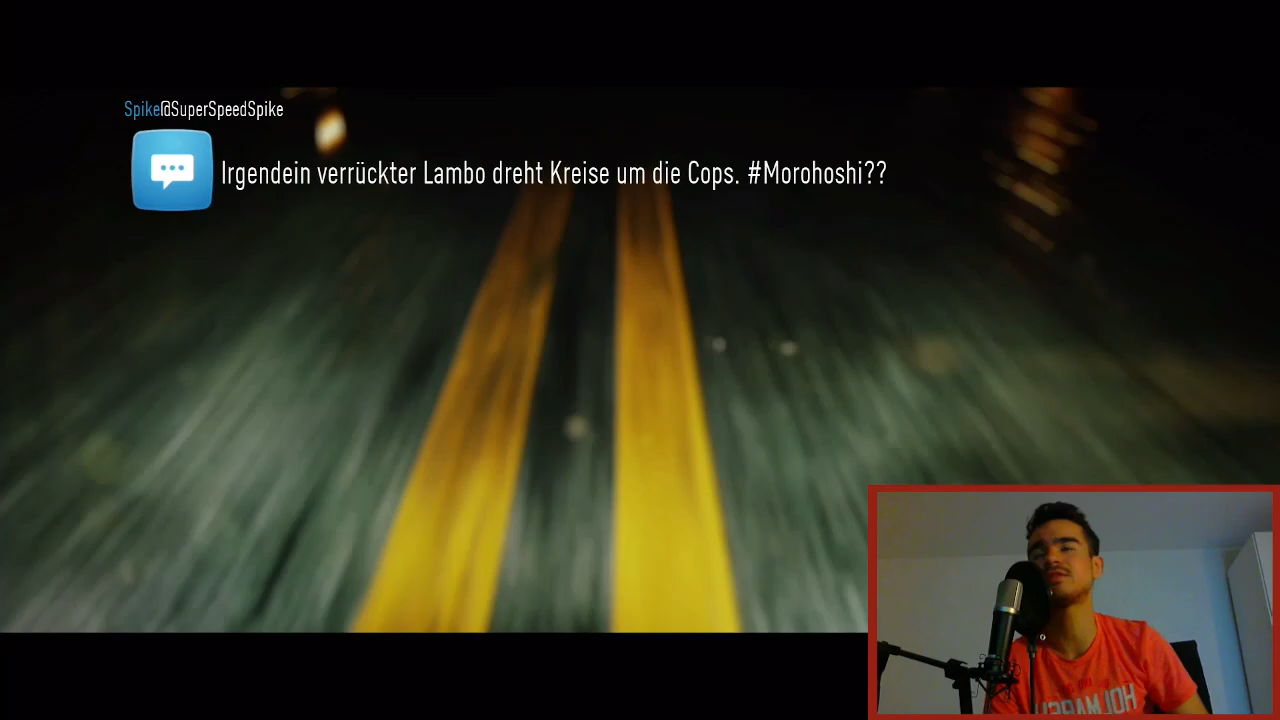 Spike@SuperSpeedSpike
Irgendein verrückter Lambo dreht Kreise um die Cops. #Morohoshi??